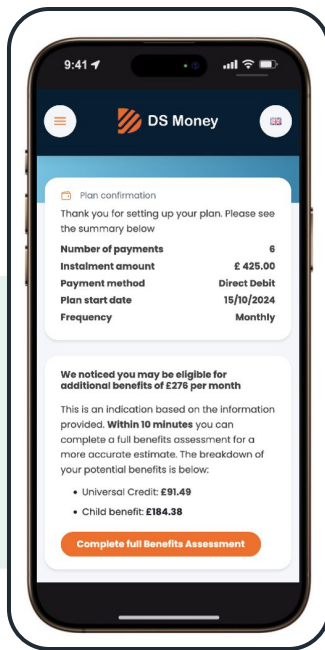 9:41
DS Money
Plan confirmation
Thank you for setting up your plan. Please see
the summary below
Number of payments 6
Instalment amount £ 425.00
Payment method Direct Debit
Plan start date 15/10/2024
Frequency Monthly
We noticed you may be eligible for
additional benefits of £276 per month
This is an indication based on the information
provided. Within 10 minutes you can
complete a full benefits assessment for a
more accurate estimate. The breakdown of
your potential benefits is below:
• Universal Credit: £91.49
• Child benefit: £184.38
Complete full Benefits Assessment